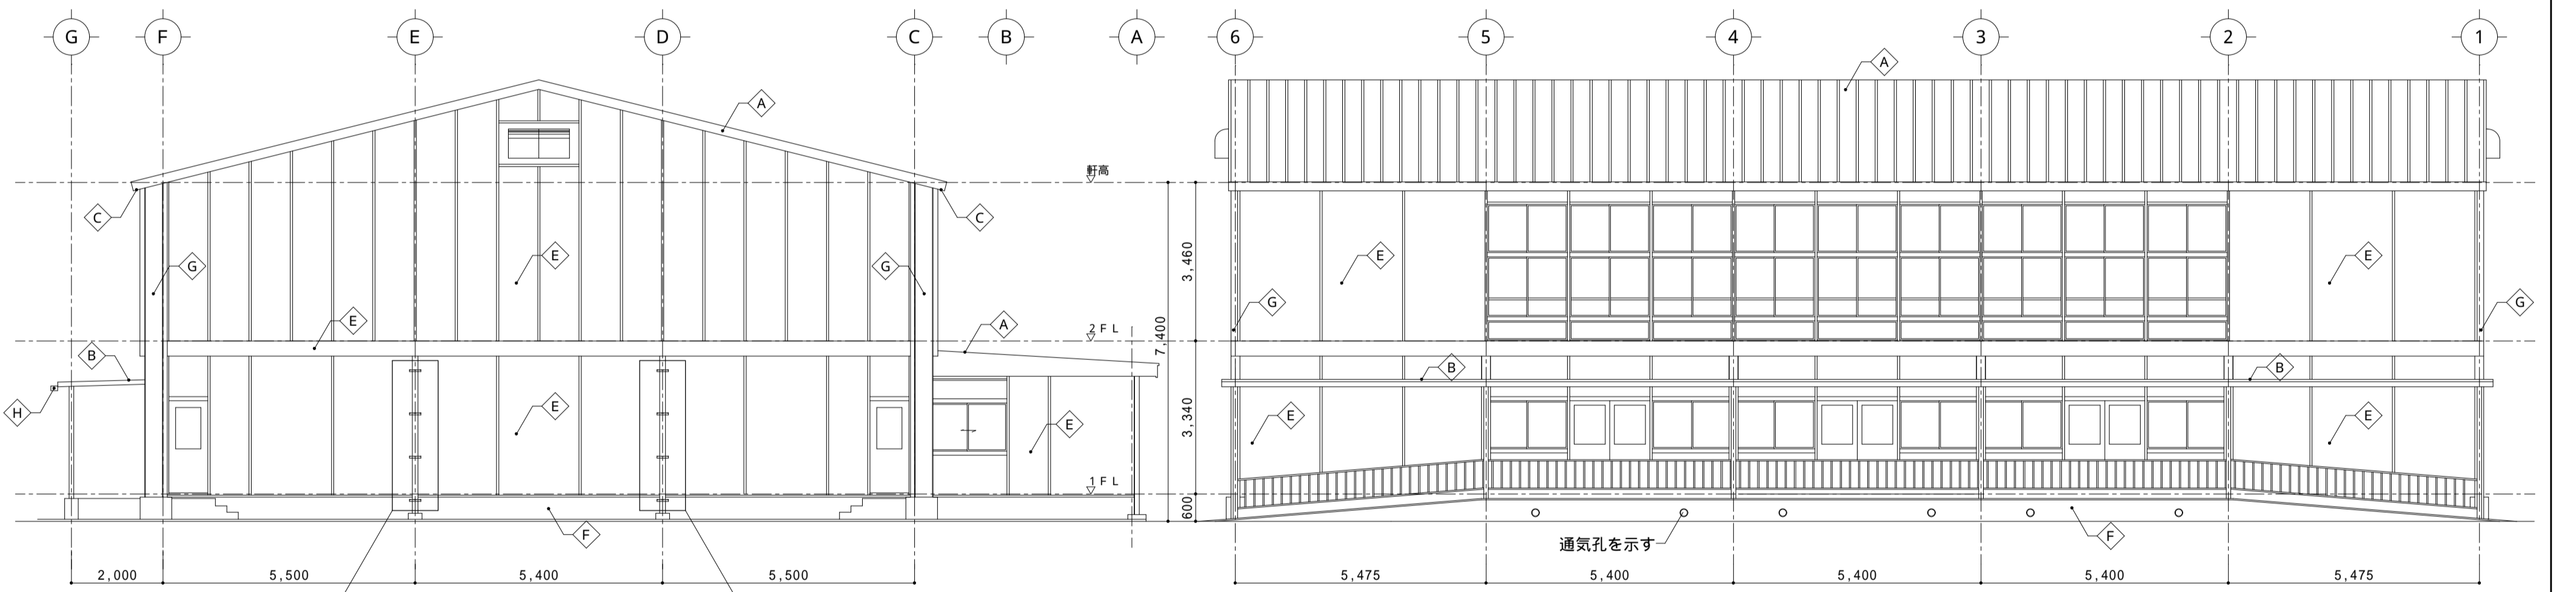 G F E D C B A 6 5 4 3 2 1
A A
軒高
C C
3,460
G E G E E
G G
E A 2FL 7,400
B B B
H E E 3,340 E E
E
1FL
600
F F
通気孔を示す
2,000 5,500 5,400 5,500 5,475 5,400 5,400 5,400 5,475